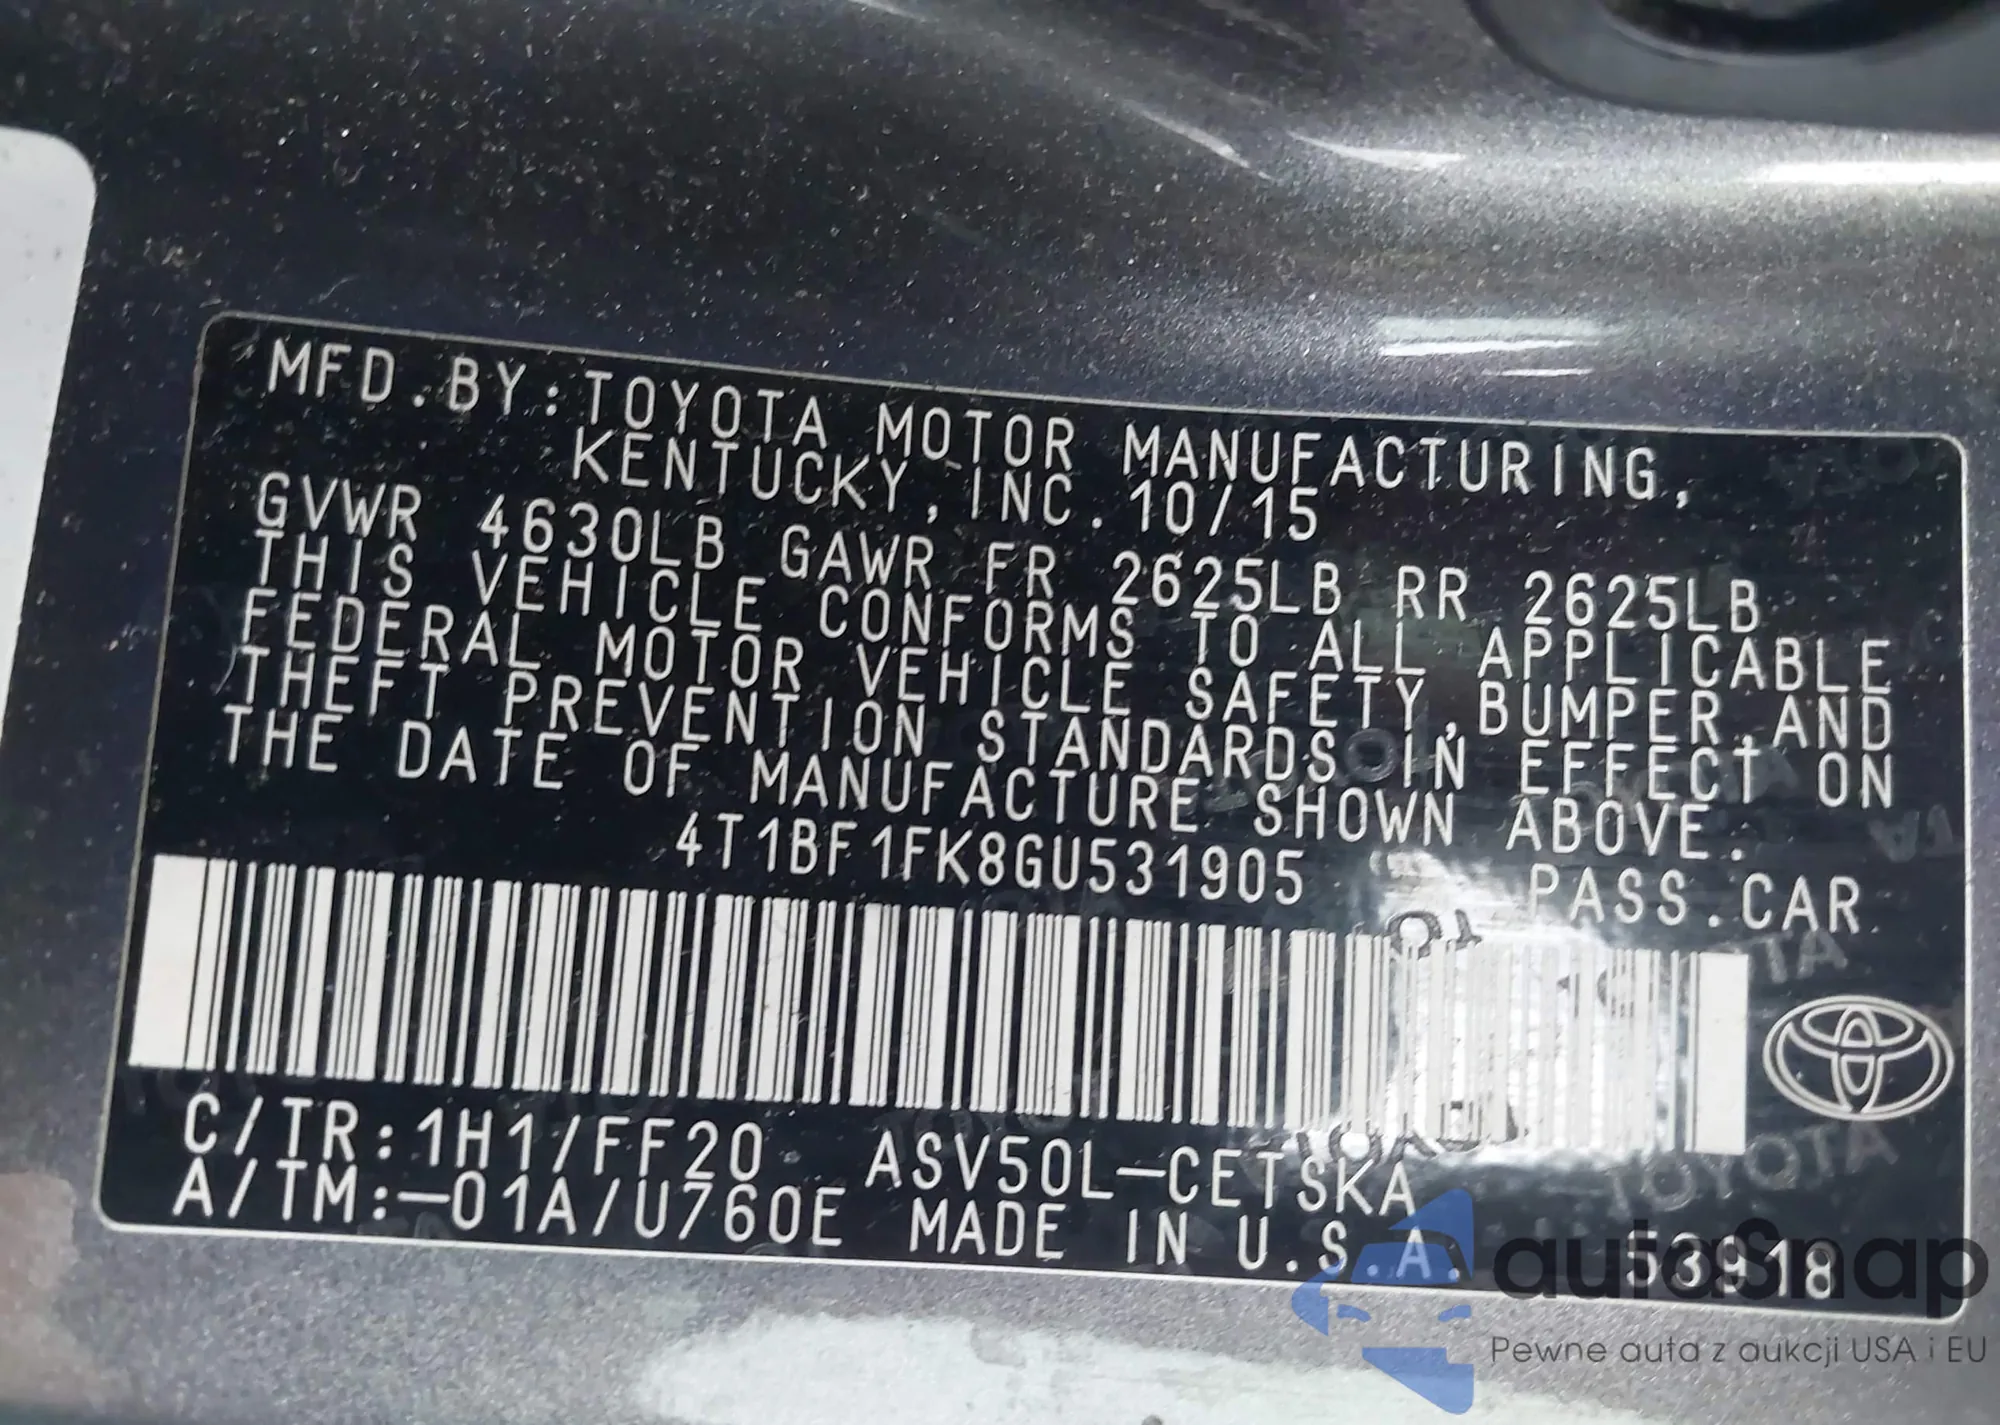 MFD.BY:TOYOTA MOTOR MANUFACTURING,
KENTUCKY, INC. 10/15
GVWR 4630LB GAWR FR 2625LB RR 2625LB
THIS VEHICLE CONFORMS TO ALL APPLICABLE
FEDERAL MOTOR VEHICLE SAFETY,BUMPER,AND
THEFT PREVENTION STANDARDS IN EFFECT ON
THE DATE OF MANUFACTURE SHOWN ABOVE.
4T1BF1FK8GU531905 PASS.CAR
C/TR:1H1/FF20 ASV50L-CETSKA
A/TM:-01A/U760E MADE IN U.S.A. 53918
TOYOTA
autoSnap
Pewne auta z aukcji USA i EU